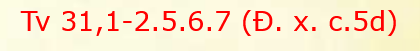 Tv 31,1-2.5.6.7 (Đ. x. c.5d)